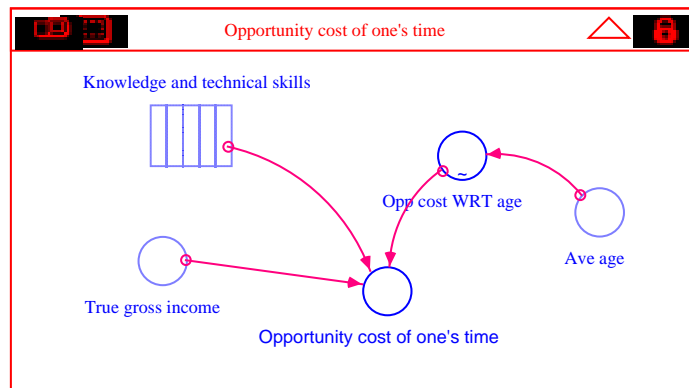 Opportunity cost of one's time
Knowledge and technical skills
~
Opp cost WRT age
Ave age
True gross income
Opportunity cost of one's time